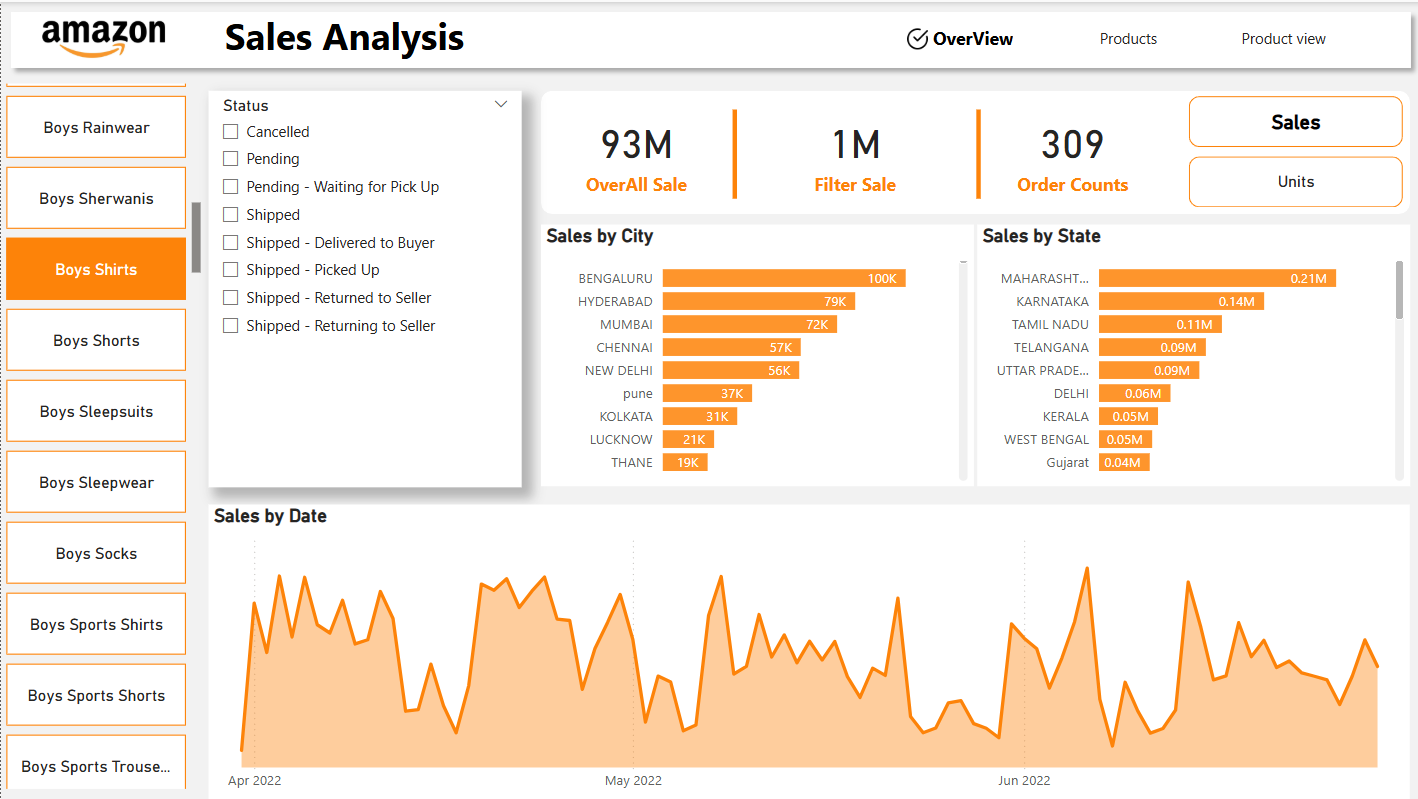 amazon
Sales Analysis
OverView
Products
Product view
Boys Rainwear
Boys Sherwanis
Boys Shirts
Boys Shorts
Boys Sleepsuits
Boys Sleepwear
Boys Socks
Boys Sports Shirts
Boys Sports Shorts
Boys Sports Trouse...
Status
Cancelled
Pending
Pending - Waiting for Pick Up
Shipped
Shipped - Delivered to Buyer
Shipped - Picked Up
Shipped - Returned to Seller
Shipped - Returning to Seller
93M
OverAll Sale
1M
Filter Sale
309
Order Counts
Sales
Units
Sales by City
BENGALURU 100K
HYDERABAD 79K
MUMBAI 72K
CHENNAI 57K
NEW DELHI 56K
pune 37K
KOLKATA 31K
LUCKNOW 21K
THANE 19K
Sales by State
MAHARASHT... 0.21M
KARNATAKA 0.14M
TAMIL NADU 0.11M
TELANGANA 0.09M
UTTAR PRADE... 0.09M
DELHI 0.06M
KERALA 0.05M
WEST BENGAL 0.05M
Gujarat 0.04M
Sales by Date
Apr 2022
May 2022
Jun 2022